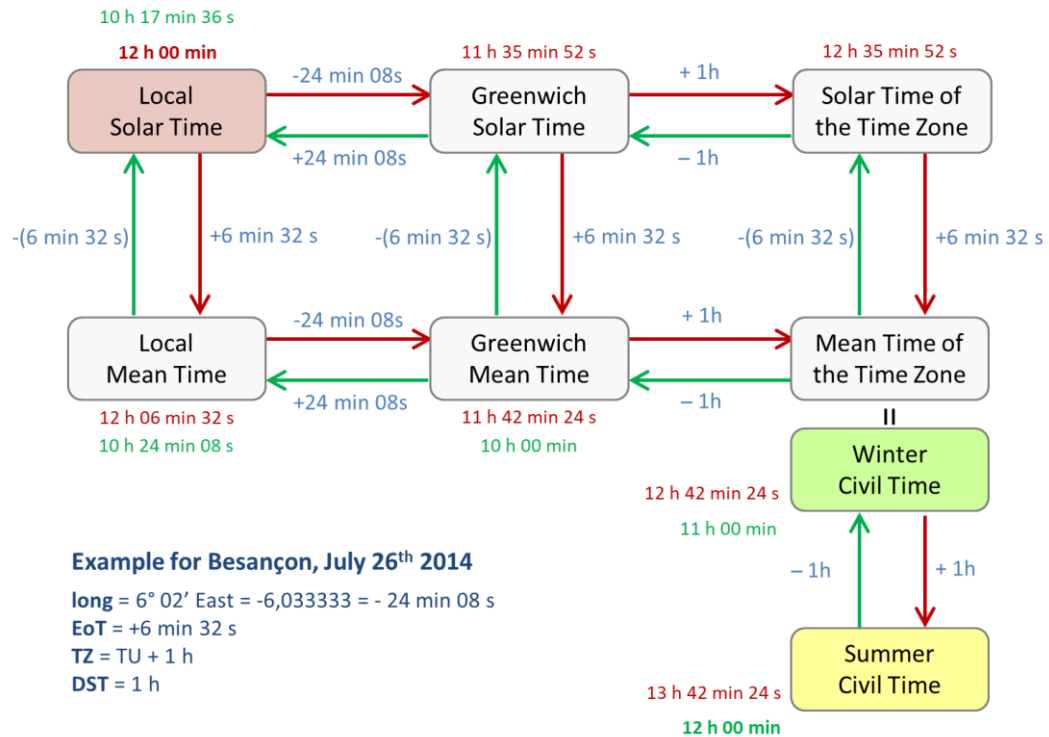 10 h 17 min 36 s
12 h 00 min
11 h 35 min 52 s
12 h 35 min 52 s
Local
Solar Time
-24 min 08s
+24 min 08s
Greenwich
Solar Time
+ 1h
– 1h
Solar Time of
the Time Zone
-(6 min 32 s)
+6 min 32 s
-(6 min 32 s)
+6 min 32 s
-(6 min 32 s)
+6 min 32 s
Local
Mean Time
-24 min 08s
+24 min 08s
Greenwich
Mean Time
+ 1h
– 1h
Mean Time of
the Time Zone
12 h 06 min 32 s
10 h 24 min 08 s
11 h 42 min 24 s
10 h 00 min
=
Winter
Civil Time
12 h 42 min 24 s
11 h 00 min
– 1h
+ 1h
Summer
Civil Time
13 h 42 min 24 s
12 h 00 min
Example for Besançon, July 26th 2014
long = 6° 02’ East = -6,033333 = - 24 min 08 s
EoT = +6 min 32 s
TZ = TU + 1 h
DST = 1 h